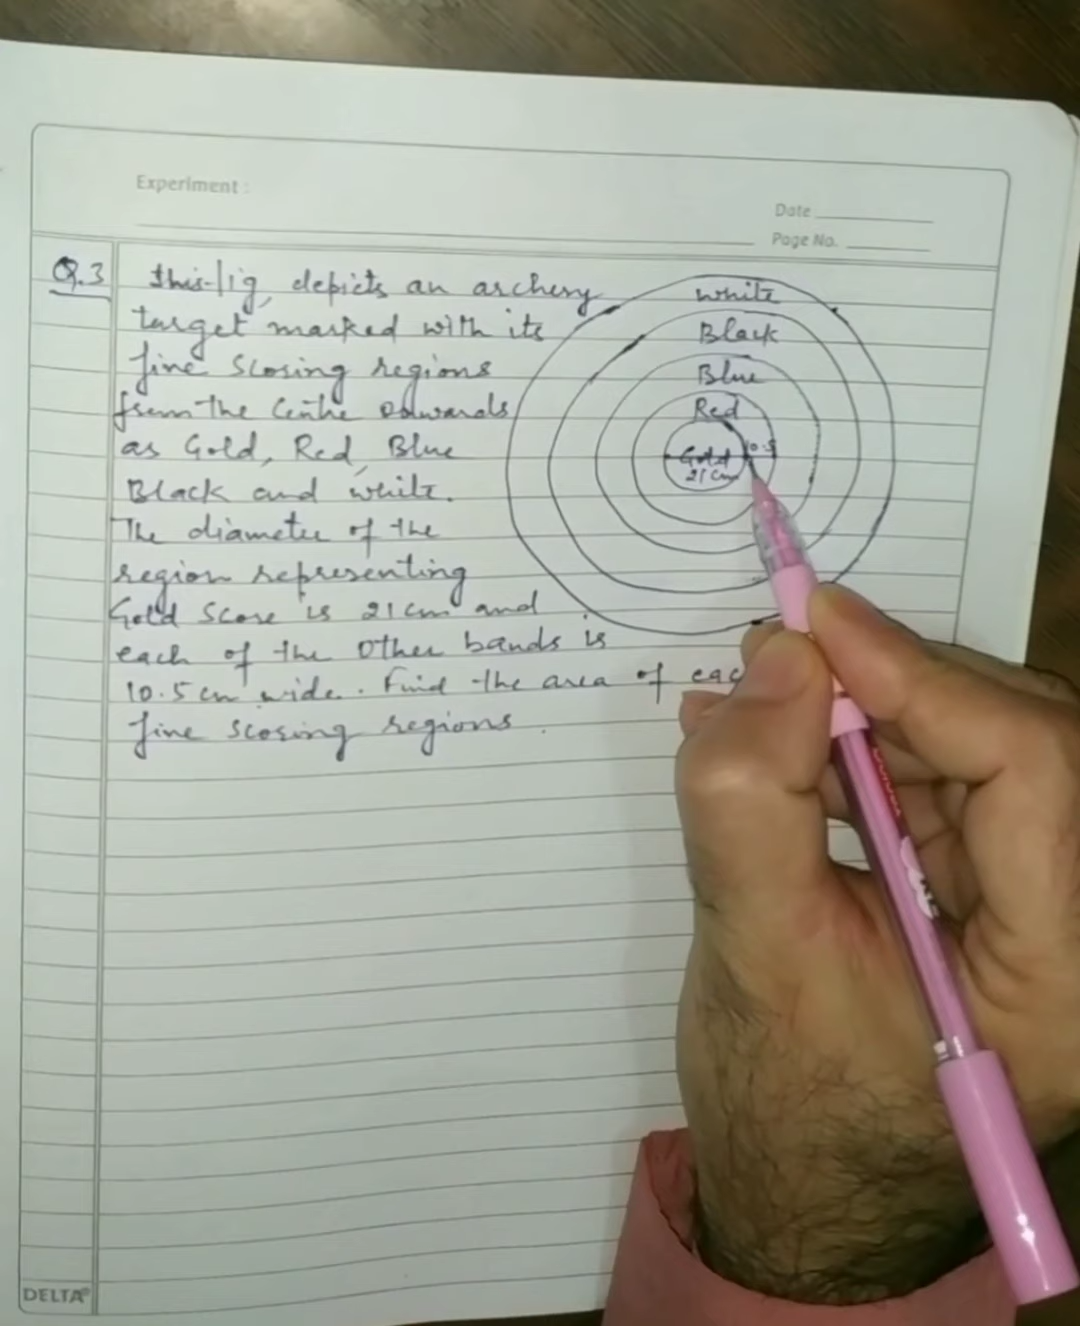 Experiment :
Date
Page No.
Q.3
this fig, depicts an archery
target marked with its
five scoring regions
from the Centre outwards
as Gold, Red, Blue
Black and white.
The diameter of the
region representing
Gold Score is 21 cm and
each of the other bands is
10.5 cm wide. Find the area of eac
five scoring regions.
white
Black
Blue
Red
Gold
21 cm
10.5
DELTA